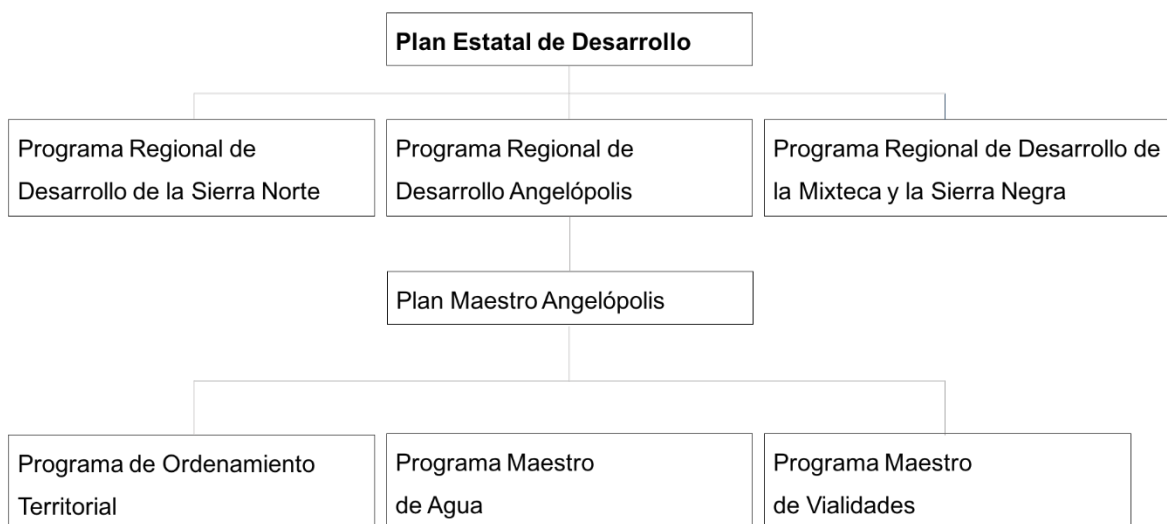 Plan Estatal de Desarrollo
Programa Regional de
Desarrollo de la Sierra Norte
Programa Regional de
Desarrollo Angelópolis
Programa Regional de Desarrollo de
la Mixteca y la Sierra Negra
Plan Maestro Angelópolis
Programa de Ordenamiento
Territorial
Programa Maestro
de Agua
Programa Maestro
de Vialidades